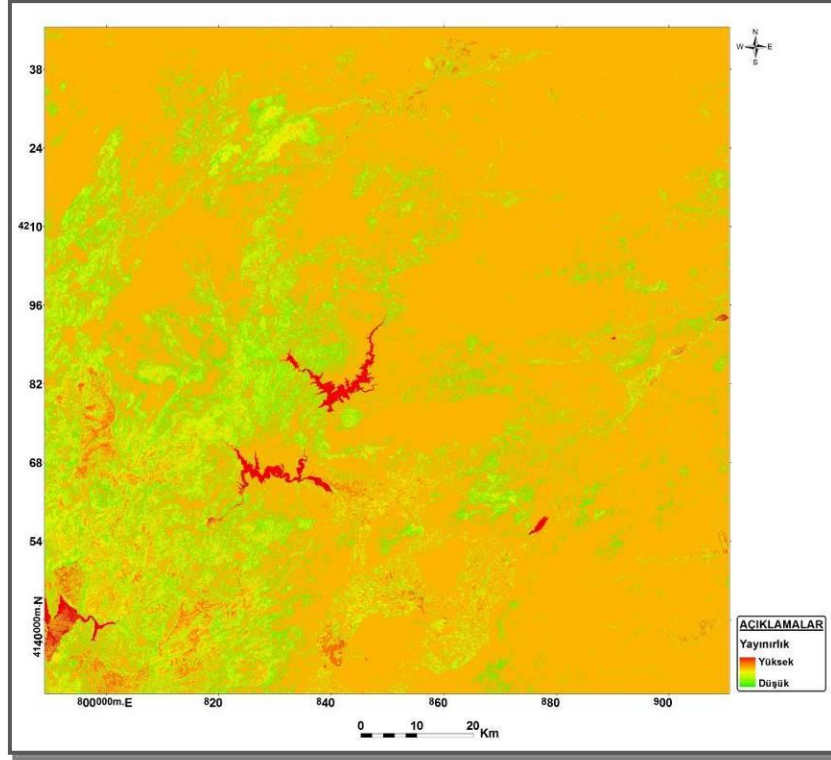 N
W E
S
38
24
4210
96
82
68
54
4140000m.N
800000m.E
820
840
860
880
900
0 10 20
Km
AÇIKLAMALAR
Yayınırlık
Yüksek
Düşük